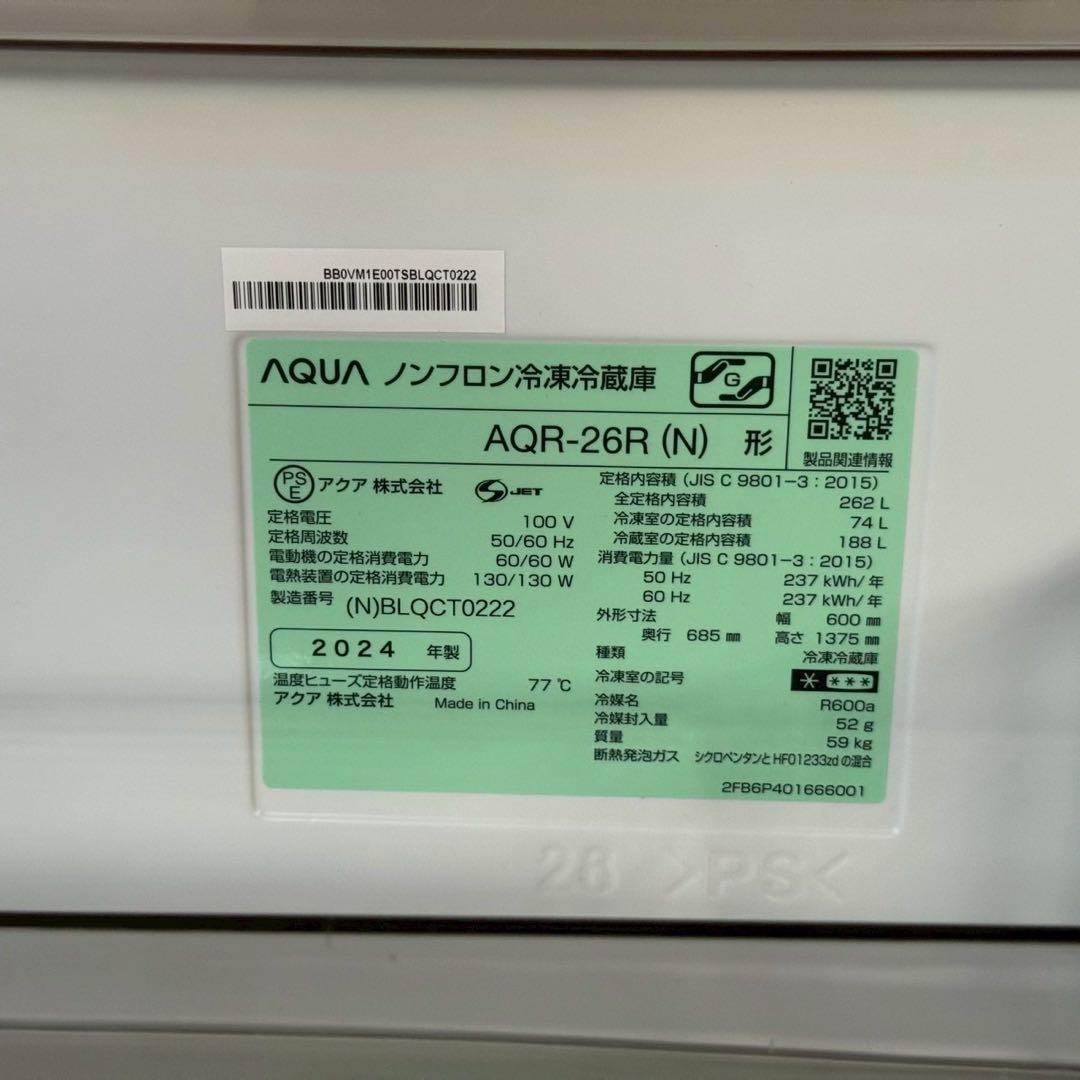 BB0VM1E00TSBLQCT0222
AQUA ノンフロン冷凍冷蔵庫
G
AQR-26R (N) 形
製品関連情報
PS
E
アクア 株式会社
S JET
定格電圧 100 V
定格周波数 50/60 Hz
電動機の定格消費電力 60/60 W
電熱装置の定格消費電力 130/130 W
製造番号 (N)BLQCT0222
2024 年製
温度ヒューズ定格動作温度 77 ℃
アクア 株式会社 Made in China
定格内容積 (JIS C 9801-3 : 2015)
全定格内容積 262 L
冷凍室の定格内容積 74 L
冷蔵室の定格内容積 188 L
消費電力量 (JIS C 9801-3 : 2015)
50 Hz 237 kWh/年
60 Hz 237 kWh/年
外形寸法 幅 600 ㎜
奥行 685 ㎜ 高さ 1375 ㎜
種類 冷凍冷蔵庫
冷凍室の記号 * ***
冷媒名 R600a
冷媒封入量 52 g
質量 59 kg
断熱発泡ガス シクロペンタンとHFO1233zdの混合
2FB6P401666001
26 >PS<